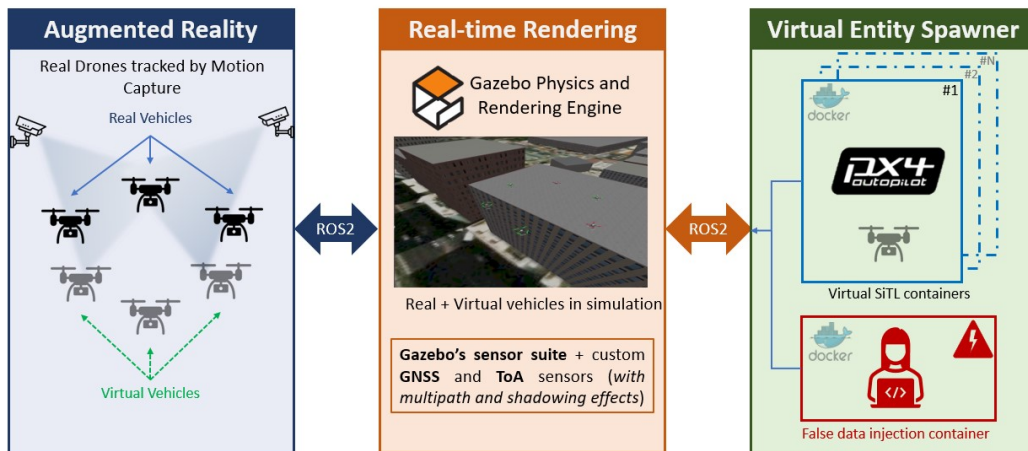 Augmented Reality
Real Drones tracked by Motion
Capture
Real Vehicles
Virtual Vehicles
ROS2
Real-time Rendering
Gazebo Physics and
Rendering Engine
Real + Virtual vehicles in simulation
Gazebo's sensor suite + custom
GNSS and ToA sensors (with
multipath and shadowing effects)
ROS2
Virtual Entity Spawner
#N
#2
#1
docker
px4
autopilot
Virtual SiTL containers
docker
</>
False data injection container